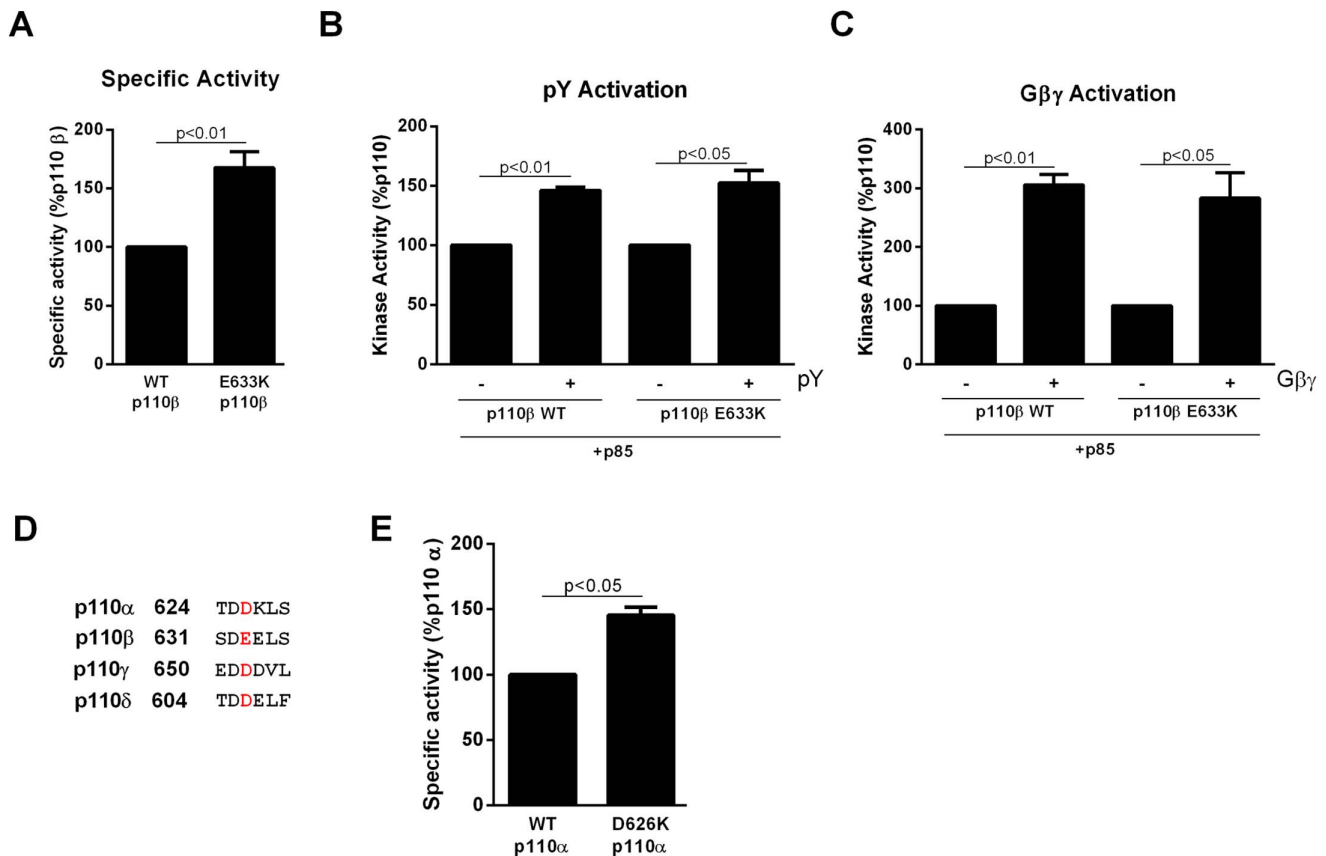 A
Specific Activity
Specific activity (%p110 β)
200
150
100
50
0
p<0.01
WT
p110β
E633K
p110β
B
pY Activation
Kinase Activity (%p110)
200
150
100
50
0
p<0.01
p<0.05
- + - + pY
p110β WT
p110β E633K
+p85
C
Gβγ Activation
Kinase Activity (%p110)
400
300
200
100
0
p<0.01
p<0.05
- + - + Gβγ
p110β WT
p110β E633K
+p85
D
p110α 624 TDDKLS
p110β 631 SDEELS
p110γ 650 EDDDVL
p110δ 604 TDDELF
E
Specific activity (%p110 α)
200
150
100
50
0
p<0.05
WT
p110α
D626K
p110α